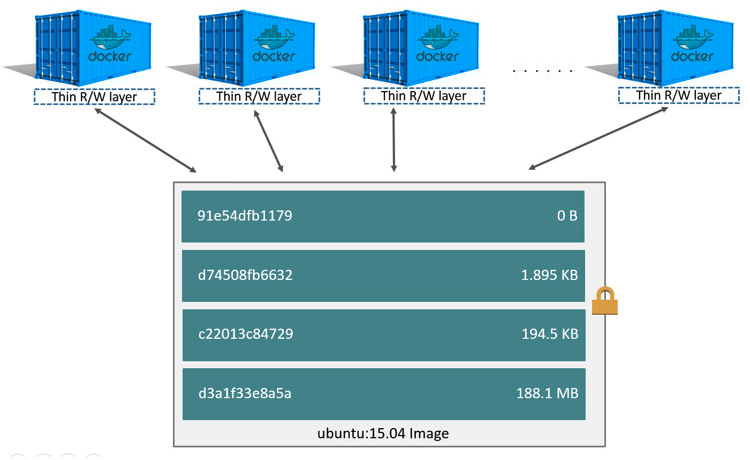 docker docker docker docker
Thin R/W layer Thin R/W layer Thin R/W layer . . . . . . Thin R/W layer
91e54dfb1179 0 B
d74508fb6632 1.895 KB
c22013c84729 194.5 KB
d3a1f33e8a5a 188.1 MB
ubuntu:15.04 Image